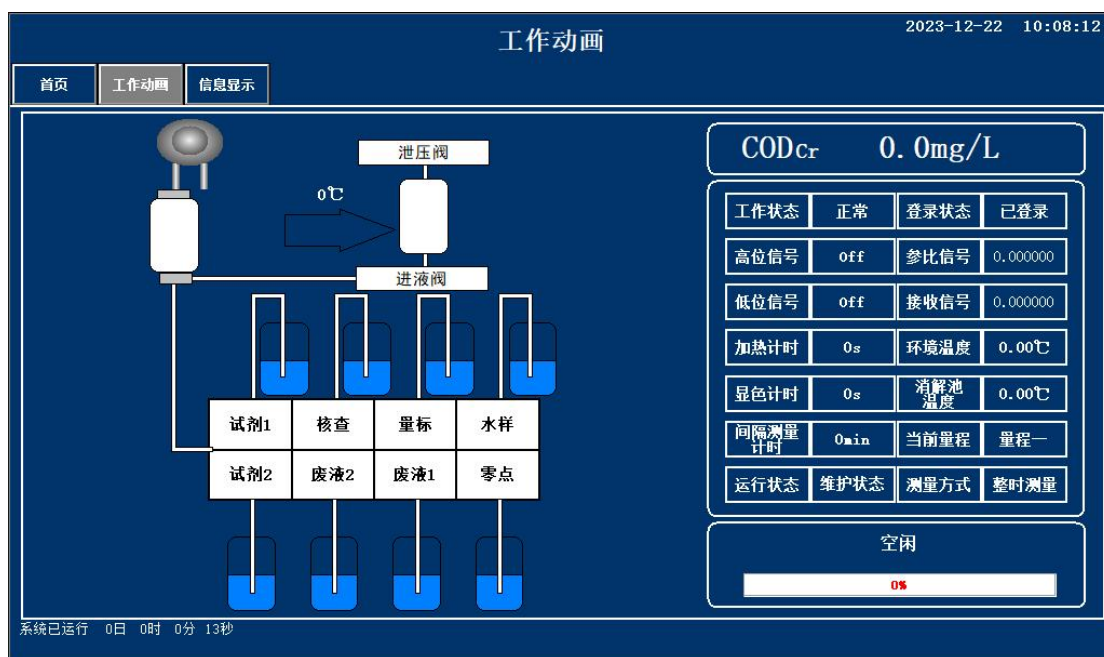 工作动画
2023-12-22 10:08:12
首页 工作动画 信息显示
泄压阀
0℃
进液阀
试剂1 核查 量标 水样
试剂2 废液2 废液1 零点
CODcr 0.0mg/L
工作状态 正常 登录状态 已登录
高位信号 Off 参比信号 0.000000
低位信号 Off 接收信号 0.000000
加热计时 0s 环境温度 0.00℃
显色计时 0s 消解池温度 0.00℃
间隔测量计时 0min 当前量程 量程一
运行状态 维护状态 测量方式 整时测量
空闲
0%
系统已运行 0日 0时 0分 13秒